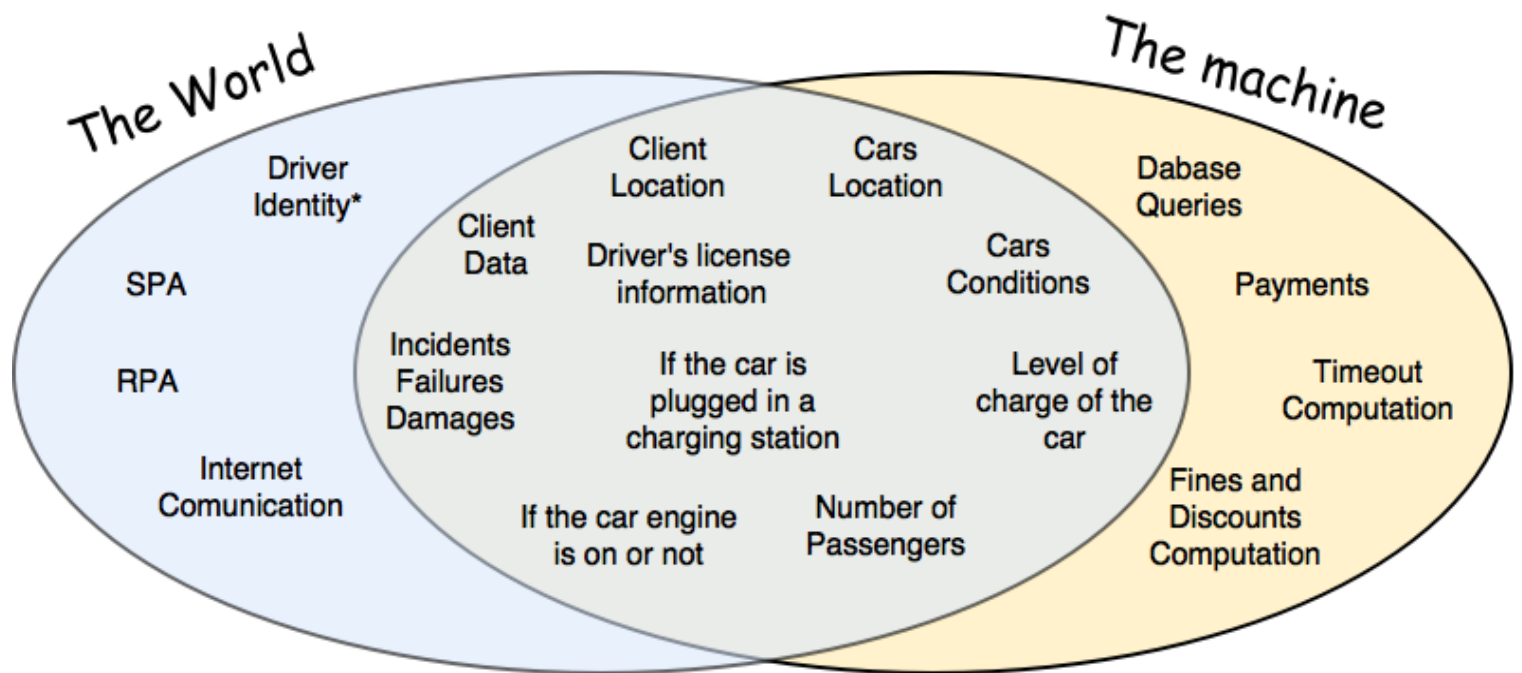 The World
The machine
Driver
Identity*
SPA
RPA
Internet
Comunication
Client
Location
Cars
Location
Client
Data
Driver's license
information
Cars
Conditions
Incidents
Failures
Damages
If the car is
plugged in a
charging station
Level of
charge of the
car
If the car engine
is on or not
Number of
Passengers
Dabase
Queries
Payments
Timeout
Computation
Fines and
Discounts
Computation